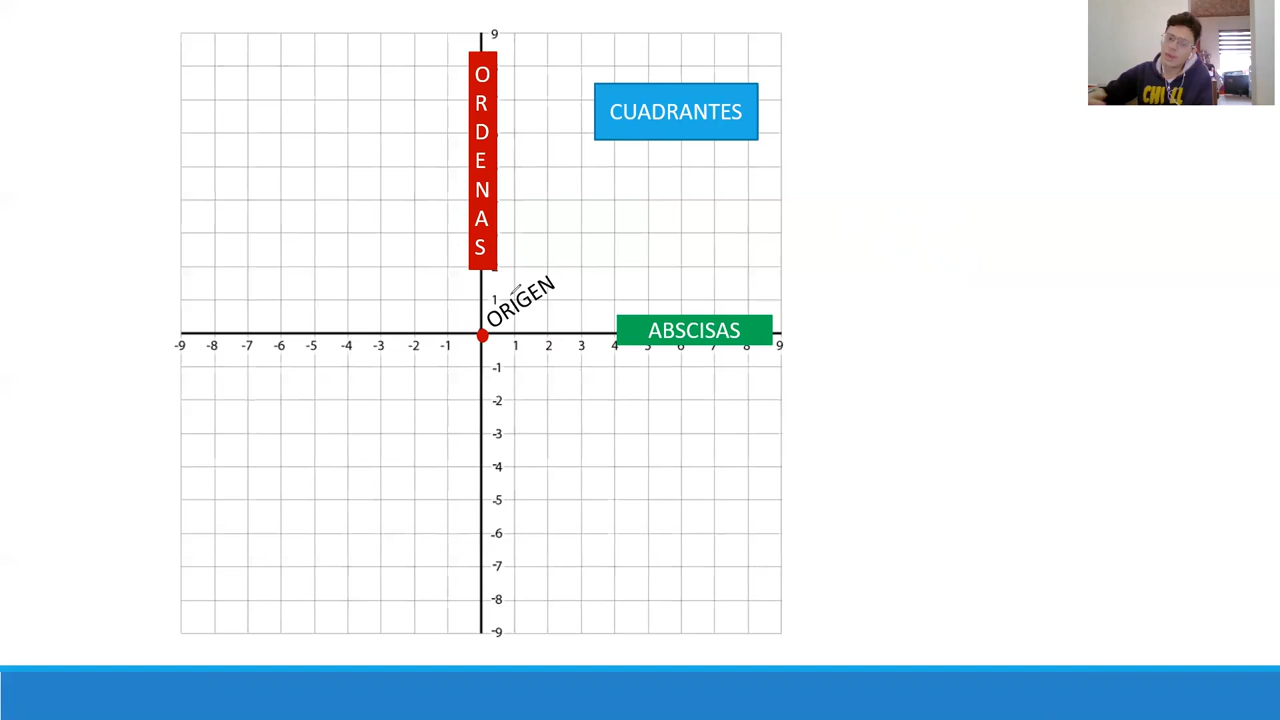 9
O
R
D
E
N
A
S
CUADRANTES
1
ORIGEN
ABSCISAS
-9 -8 -7 -6 -5 -4 -3 -2 -1 1 2 3 4 5 6 7 8 9
-1
-2
-3
-4
-5
-6
-7
-8
-9
CHILL